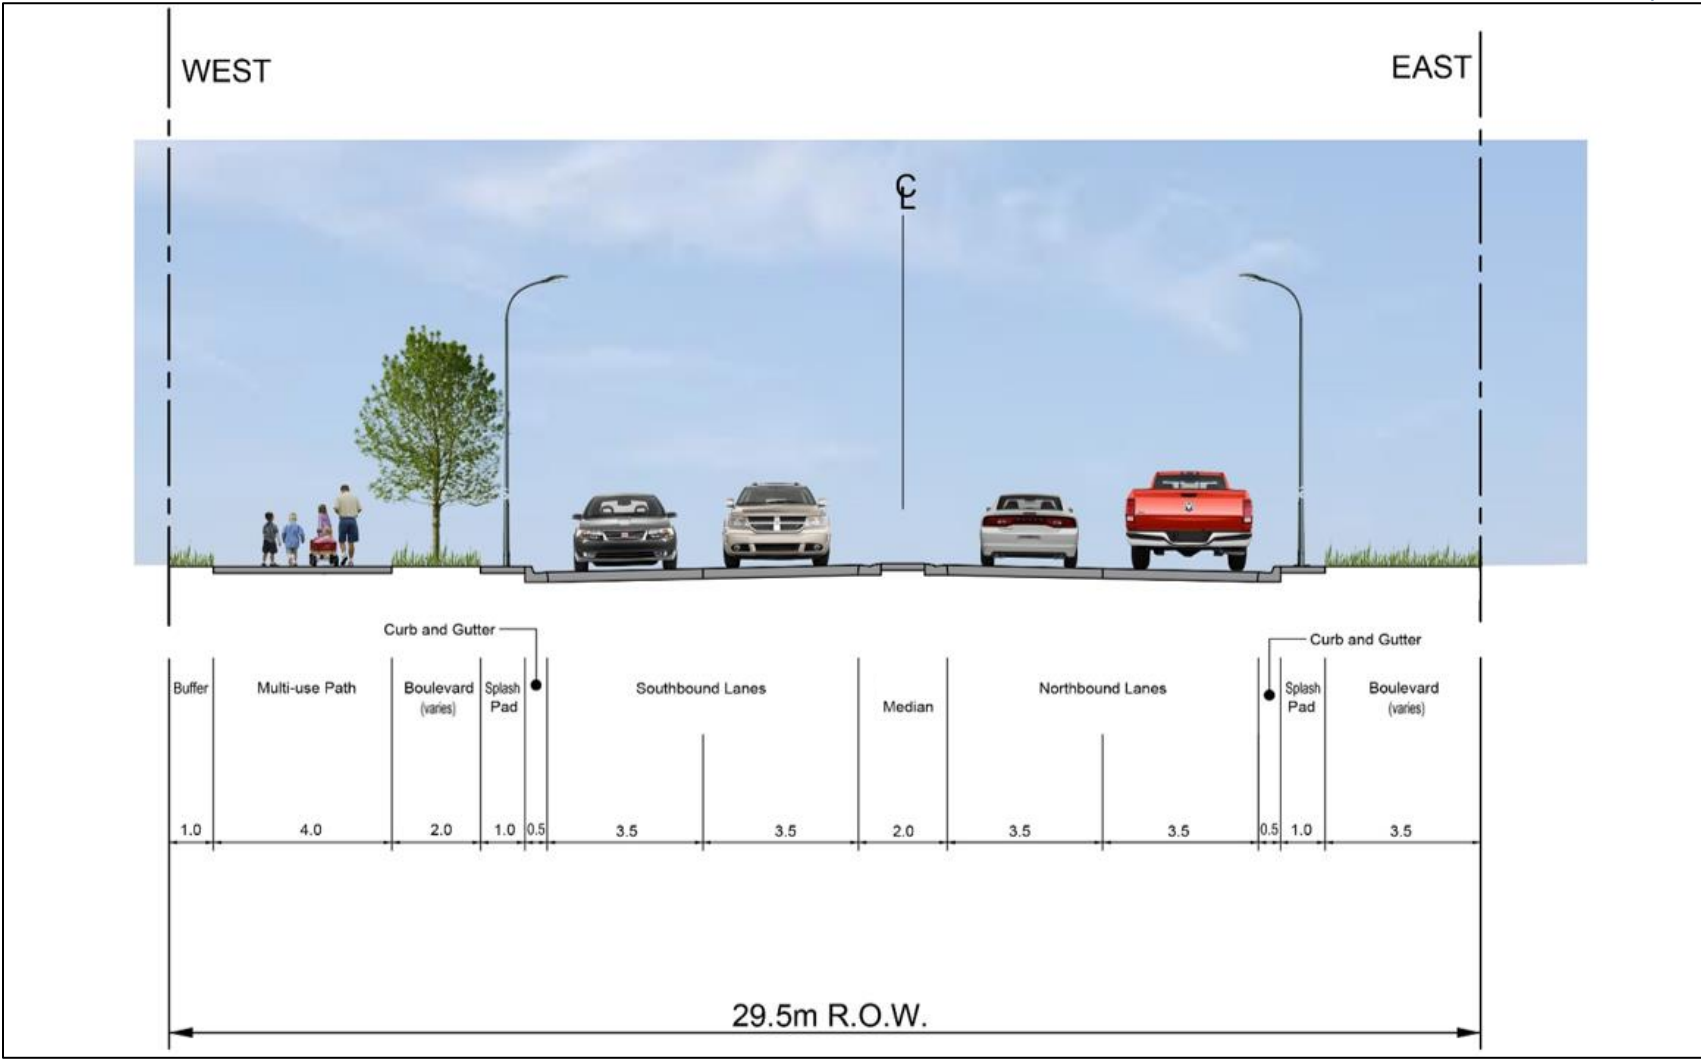 WEST
EAST
CL
Curb and Gutter
Curb and Gutter
Buffer
Multi-use Path
Boulevard
(varies)
Splash
Pad
Southbound Lanes
Median
Northbound Lanes
Splash
Pad
Boulevard
(varies)
1.0
4.0
2.0
1.0
0.5
3.5
3.5
2.0
3.5
3.5
0.5
1.0
3.5
29.5m R.O.W.